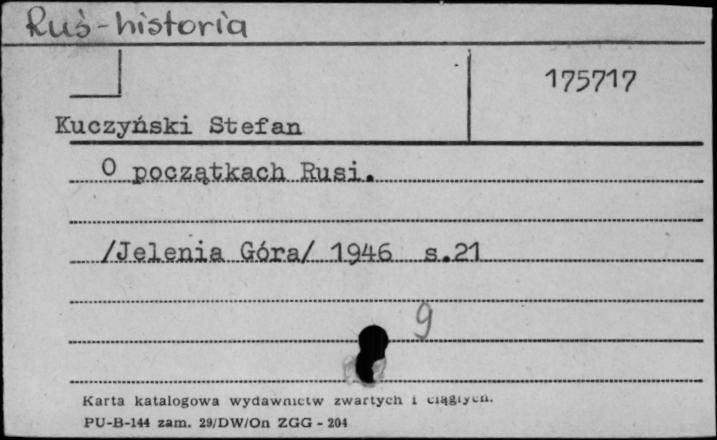 Ruś-historia
175717
Kuczyński Stefan
O początkach Rusi.
/Jelenia Góra/ 1946 s.21
9
Karta katalogowa wydawnictw zwartych i ciągłych.
PU-B-144 zam. 29/DW/On ZGG - 204